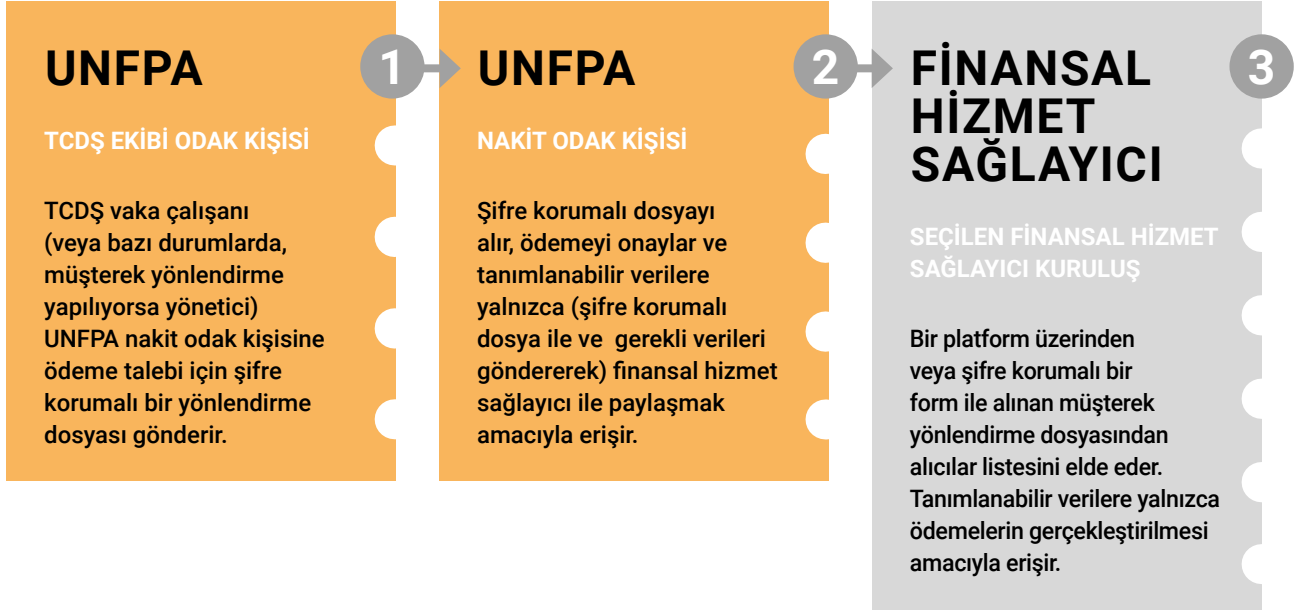 UNFPA
1
TCDŞ EKİBİ ODAK KİŞİSİ
TCDŞ vaka çalışanı
(veya bazı durumlarda,
müşterek yönlendirme
yapılıyorsa yönetici)
UNFPA nakit odak kişisine
ödeme talebi için şifre
korumalı bir yönlendirme
dosyası gönderir.
UNFPA
2
NAKİT ODAK KİŞİSİ
Şifre korumalı dosyayı
alır, ödemeyi onaylar ve
tanımlanabilir verilere
yalnızca (şifre korumalı
dosya ile ve gerekli verileri
göndererek) finansal hizmet
sağlayıcı ile paylaşmak
amacıyla erişir.
FİNANSAL
HİZMET
SAĞLAYICI
3
SEÇİLEN FİNANSAL HİZMET
SAĞLAYICI KURULUŞ
Bir platform üzerinden
veya şifre korumalı bir
form ile alınan müşterek
yönlendirme dosyasından
alıcılar listesini elde eder.
Tanımlanabilir verilere yalnızca
ödemelerin gerçekleştirilmesi
amacıyla erişir.